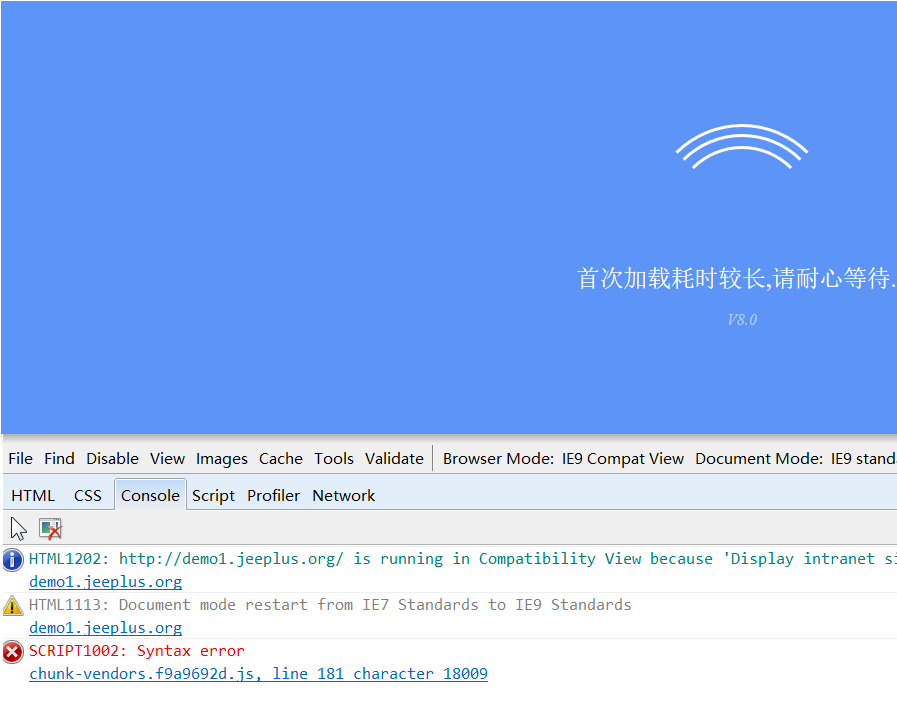 首次加载耗时较长,请耐心等待.
V8.0
File Find Disable View Images Cache Tools Validate Browser Mode: IE9 Compat View Document Mode: IE9 stand
HTML CSS Console Script Profiler Network
HTML1202: http://demo1.jeeplus.org/ is running in Compatibility View because 'Display intranet si
demo1.jeeplus.org
HTML1113: Document mode restart from IE7 Standards to IE9 Standards
demo1.jeeplus.org
SCRIPT1002: Syntax error
chunk-vendors.f9a9692d.js, line 181 character 18009